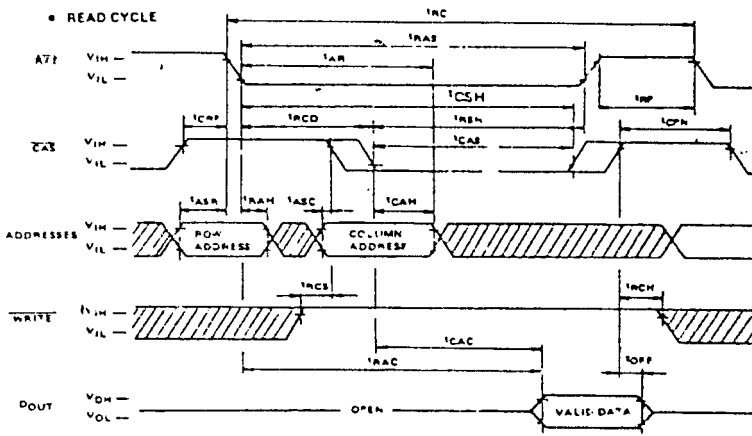 • READ CYCLE
tRC
tRAS
tAR
VIH
VIL
tCSH
tRP
tCRP
tRCD
tRSH
tCPN
CAS
VIH
VIL
tCAS
tASR
tRAH
tASC
tCAH
ADDRESSES
VIH
VIL
ROW ADDRESS
COLUMN ADDRESS
tRCS
tRCH
WRITE
VIH
VIL
tCAC
tRAC
tOFF
DOUT
VOH
VOL
OPEN
VALID DATA